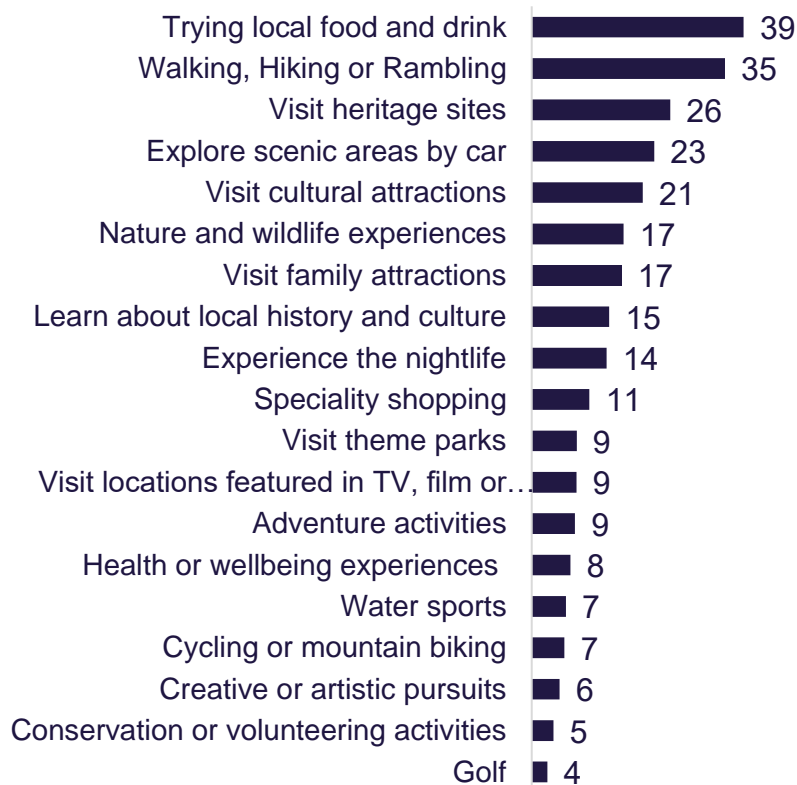 Trying local food and drink 39
Walking, Hiking or Rambling 35
Visit heritage sites 26
Explore scenic areas by car 23
Visit cultural attractions 21
Nature and wildlife experiences 17
Visit family attractions 17
Learn about local history and culture 15
Experience the nightlife 14
Speciality shopping 11
Visit theme parks 9
Visit locations featured in TV, film or… 9
Adventure activities 9
Health or wellbeing experiences 8
Water sports 7
Cycling or mountain biking 7
Creative or artistic pursuits 6
Conservation or volunteering activities 5
Golf 4